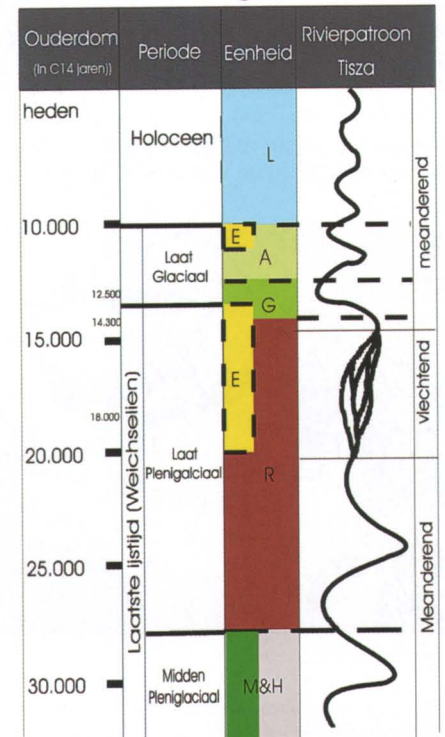 Ouderdom
(In C14 jaren))
Periode
Eenheid
Rivierpatroon
Tisza
heden
Holoceen
L
meanderend
10.000
E
A
Laat
Glaciaal
12.500
G
14.300
15.000
E
vlechtend
18.000
20.000
Laat
Plenigalciaal
R
Laatste ijstijd (Weichselien)
25.000
Meanderend
30.000
Midden
Pleniglaciaal
M&H